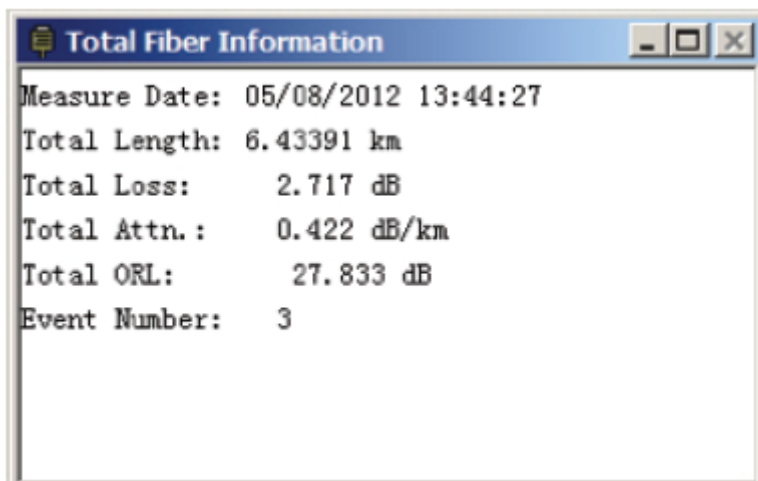 Total Fiber Information
Measure Date: 05/08/2012 13:44:27
Total Length: 6.43391 km
Total Loss: 2.717 dB
Total Attn.: 0.422 dB/km
Total ORL: 27.833 dB
Event Number: 3